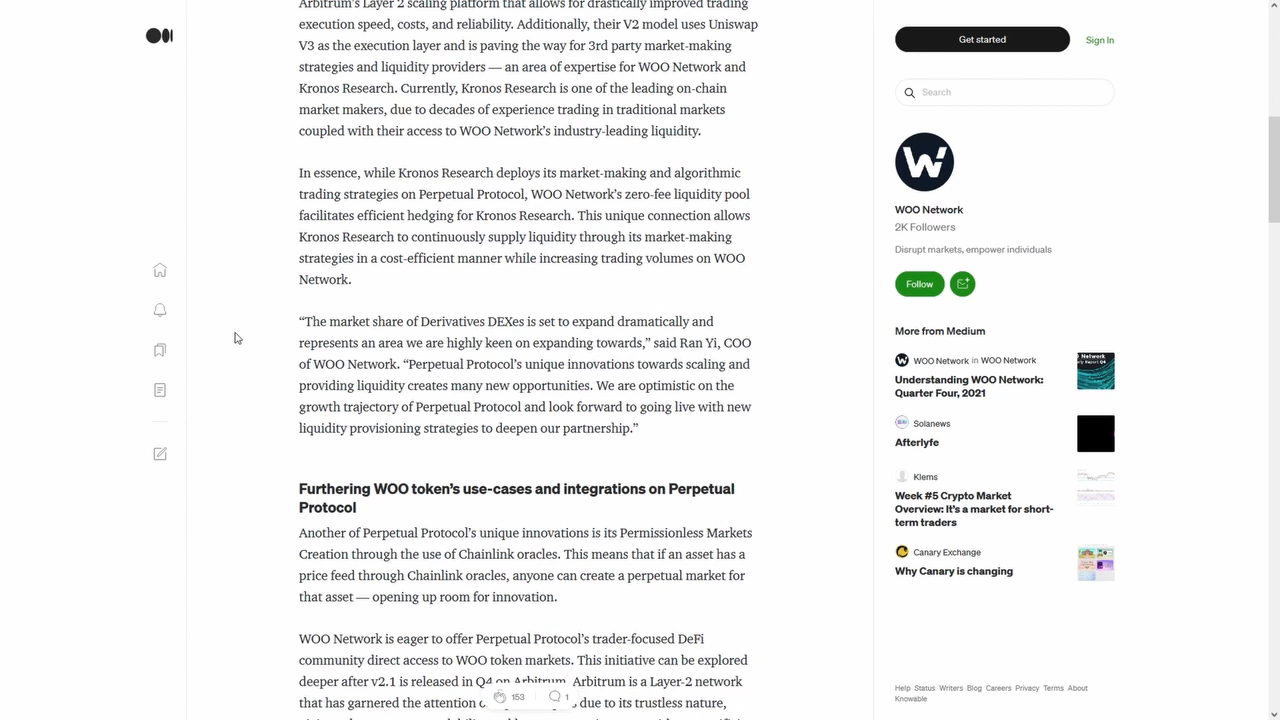 Arbitrum's Layer 2 scaling platform that allows for drastically improved trading
execution speed, costs, and reliability. Additionally, their V2 model uses Uniswap
V3 as the execution layer and is paving the way for 3rd party market-making
strategies and liquidity providers — an area of expertise for WOO Network and
Kronos Research. Currently, Kronos Research is one of the leading on-chain
market makers, due to decades of experience trading in traditional markets
coupled with their access to WOO Network's industry-leading liquidity.
In essence, while Kronos Research deploys its market-making and algorithmic
trading strategies on Perpetual Protocol, WOO Network's zero-fee liquidity pool
facilitates efficient hedging for Kronos Research. This unique connection allows
Kronos Research to continuously supply liquidity through its market-making
strategies in a cost-efficient manner while increasing trading volumes on WOO
Network.
“The market share of Derivatives DEXes is set to expand dramatically and
represents an area we are highly keen on expanding towards,” said Ran Yi, COO
of WOO Network. “Perpetual Protocol's unique innovations towards scaling and
providing liquidity creates many new opportunities. We are optimistic on the
growth trajectory of Perpetual Protocol and look forward to going live with new
liquidity provisioning strategies to deepen our partnership.”
Furthering WOO token's use-cases and integrations on Perpetual
Protocol
Another of Perpetual Protocol's unique innovations is its Permissionless Markets
Creation through the use of Chainlink oracles. This means that if an asset has a
price feed through Chainlink oracles, anyone can create a perpetual market for
that asset — opening up room for innovation.
WOO Network is eager to offer Perpetual Protocol's trader-focused DeFi
community direct access to WOO token markets. This initiative can be explored
deeper after v2.1 is released in Q4 on Arbitrum. Arbitrum is a Layer-2 network
that has garnered the attention due to its trustless nature,
153 1
Get started Sign In
Search
WOO Network
2K Followers
Disrupt markets, empower individuals
Follow
More from Medium
WOO Network in WOO Network
Understanding WOO Network:
Quarter Four, 2021
Solanews
Afterlyfe
Klems
Week #5 Crypto Market
Overview: It's a market for short-
term traders
Canary Exchange
Why Canary is changing
Help Status Writers Blog Careers Privacy Terms About
Knowable